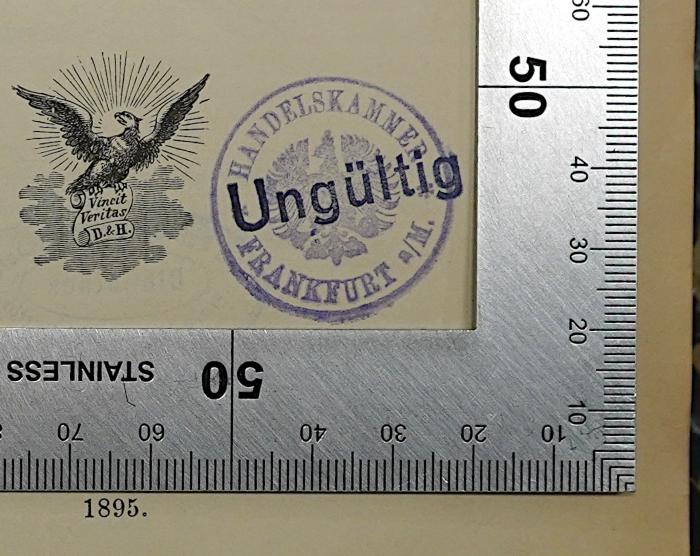 Vincit
Veritas
D.&H.
HANDELSKAMMER
Ungültig
FRANKFURT a/M.
60
50
40
30
20
10
STAINLESS
50
70
60
40
30
20
10
1895.